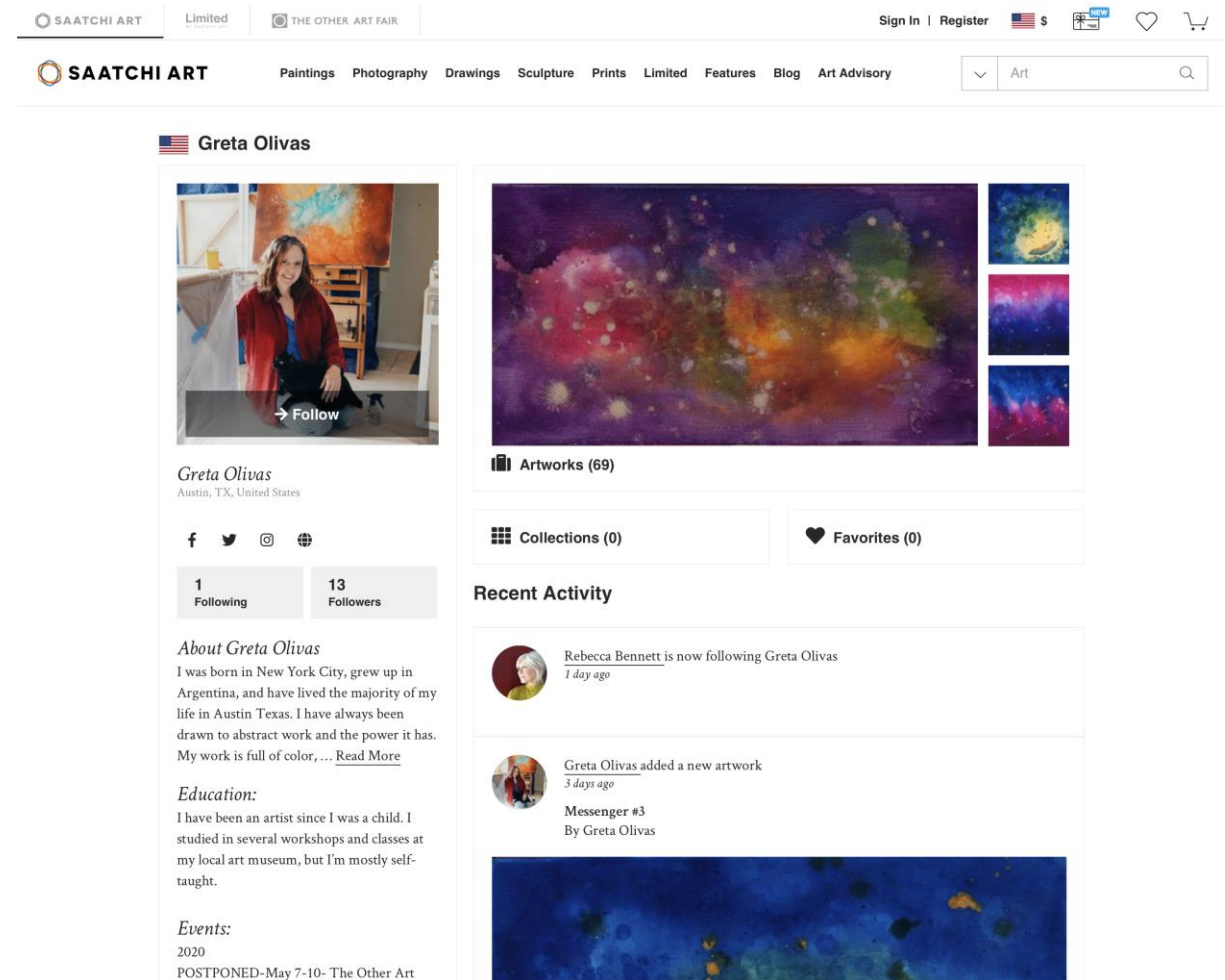 SAATCHI ART
Limited
THE OTHER ART FAIR
Sign In | Register
$
NEW
SAATCHI ART
Paintings Photography Drawings Sculpture Prints Limited Features Blog Art Advisory
Art
Greta Olivas
→ Follow
Artworks (69)
Greta Olivas
Austin, TX, United States
Collections (0)
Favorites (0)
1
Following
13
Followers
Recent Activity
About Greta Olivas
I was born in New York City, grew up in
Argentina, and have lived the majority of my
life in Austin Texas. I have always been
drawn to abstract work and the power it has.
My work is full of color, … Read More
Education:
I have been an artist since I was a child. I
studied in several workshops and classes at
my local art museum, but I'm mostly self-
taught.
Events:
2020
POSTPONED-May 7-10- The Other Art
Rebecca Bennett is now following Greta Olivas
1 day ago
Greta Olivas added a new artwork
3 days ago
Messenger #3
By Greta Olivas